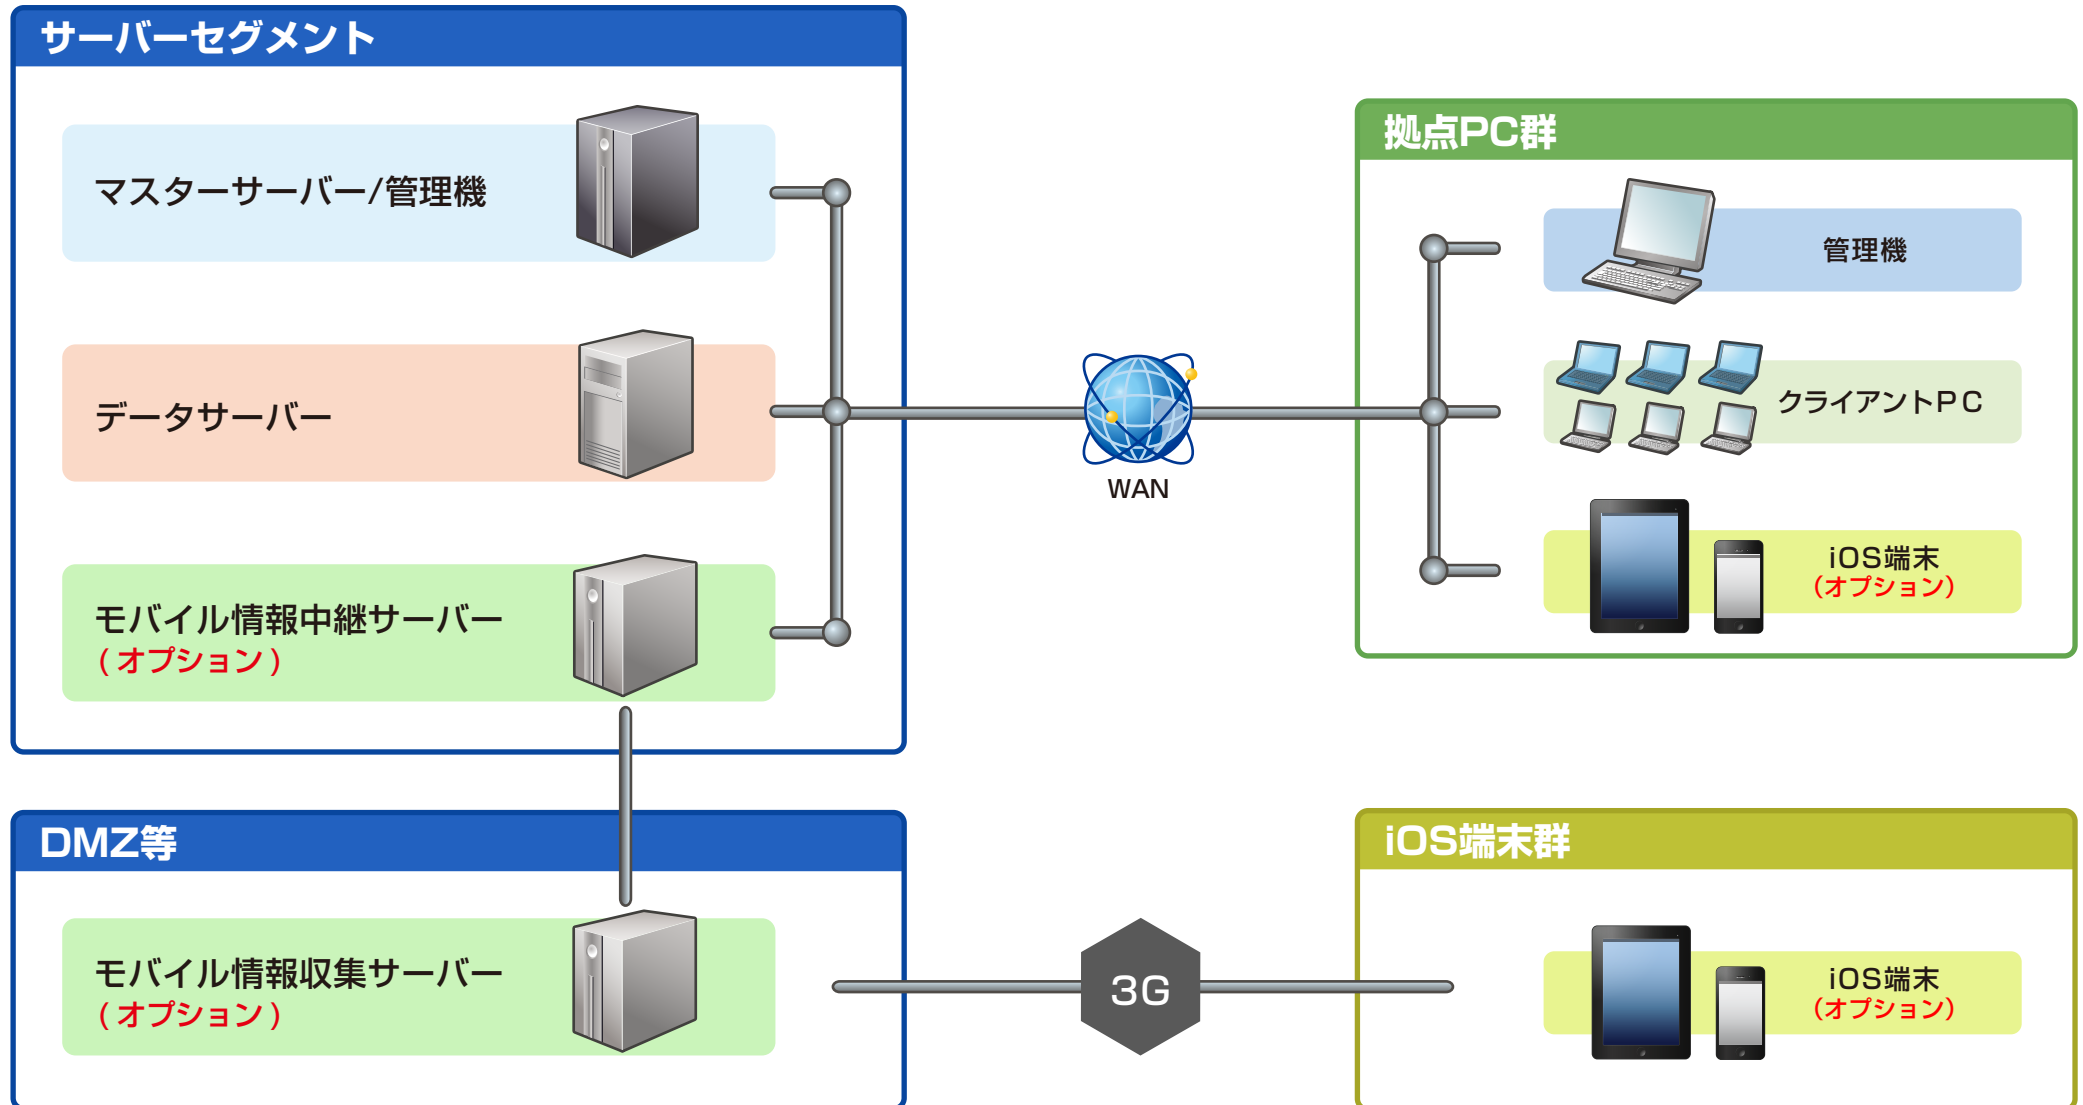 サーバーセグメント
マスターサーバー/管理機
データサーバー
モバイル情報中継サーバー
(オプション)
WAN
拠点PC群
管理機
クライアントPC
iOS端末
(オプション)
DMZ等
モバイル情報収集サーバー
(オプション)
3G
iOS端末群
iOS端末
(オプション)